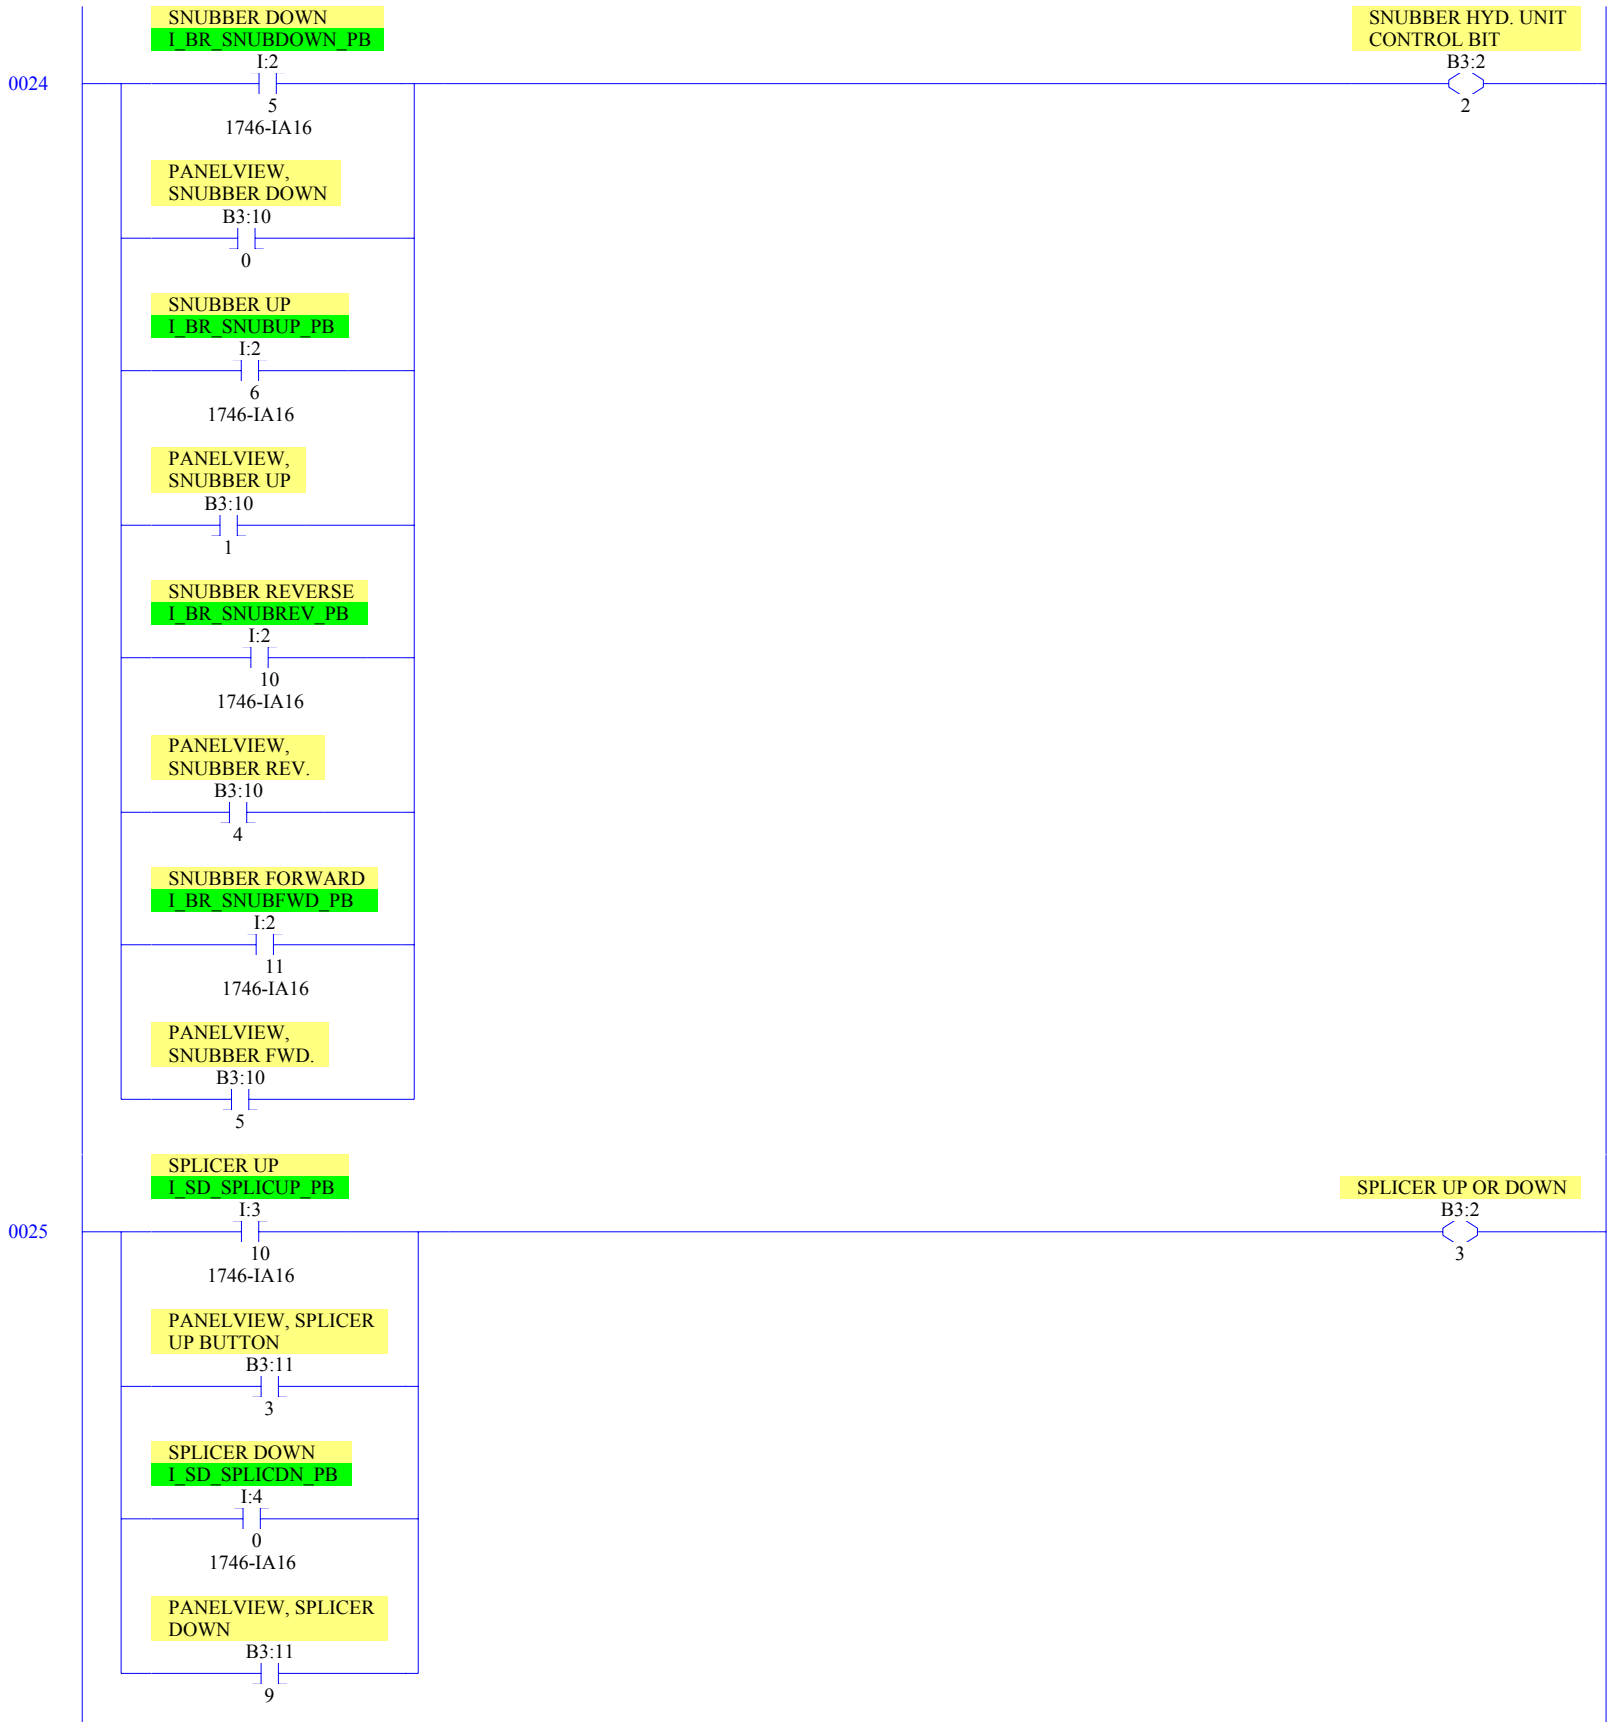 SNUBBER DOWN
I_BR_SNUBDOWN_PB
I:2
5
1746-IA16
SNUBBER HYD. UNIT
CONTROL BIT
B3:2
2
0024
PANELVIEW,
SNUBBER DOWN
B3:10
0
SNUBBER UP
I_BR_SNUBUP_PB
I:2
6
1746-IA16
PANELVIEW,
SNUBBER UP
B3:10
1
SNUBBER REVERSE
I_BR_SNUBREV_PB
I:2
10
1746-IA16
PANELVIEW,
SNUBBER REV.
B3:10
4
SNUBBER FORWARD
I_BR_SNUBFWD_PB
I:2
11
1746-IA16
PANELVIEW,
SNUBBER FWD.
B3:10
5
SPLICER UP
I_SD_SPLICUP_PB
I:3
10
1746-IA16
SPLICER UP OR DOWN
B3:2
3
0025
PANELVIEW, SPLICER
UP BUTTON
B3:11
3
SPLICER DOWN
I_SD_SPLICDN_PB
I:4
0
1746-IA16
PANELVIEW, SPLICER
DOWN
B3:11
9